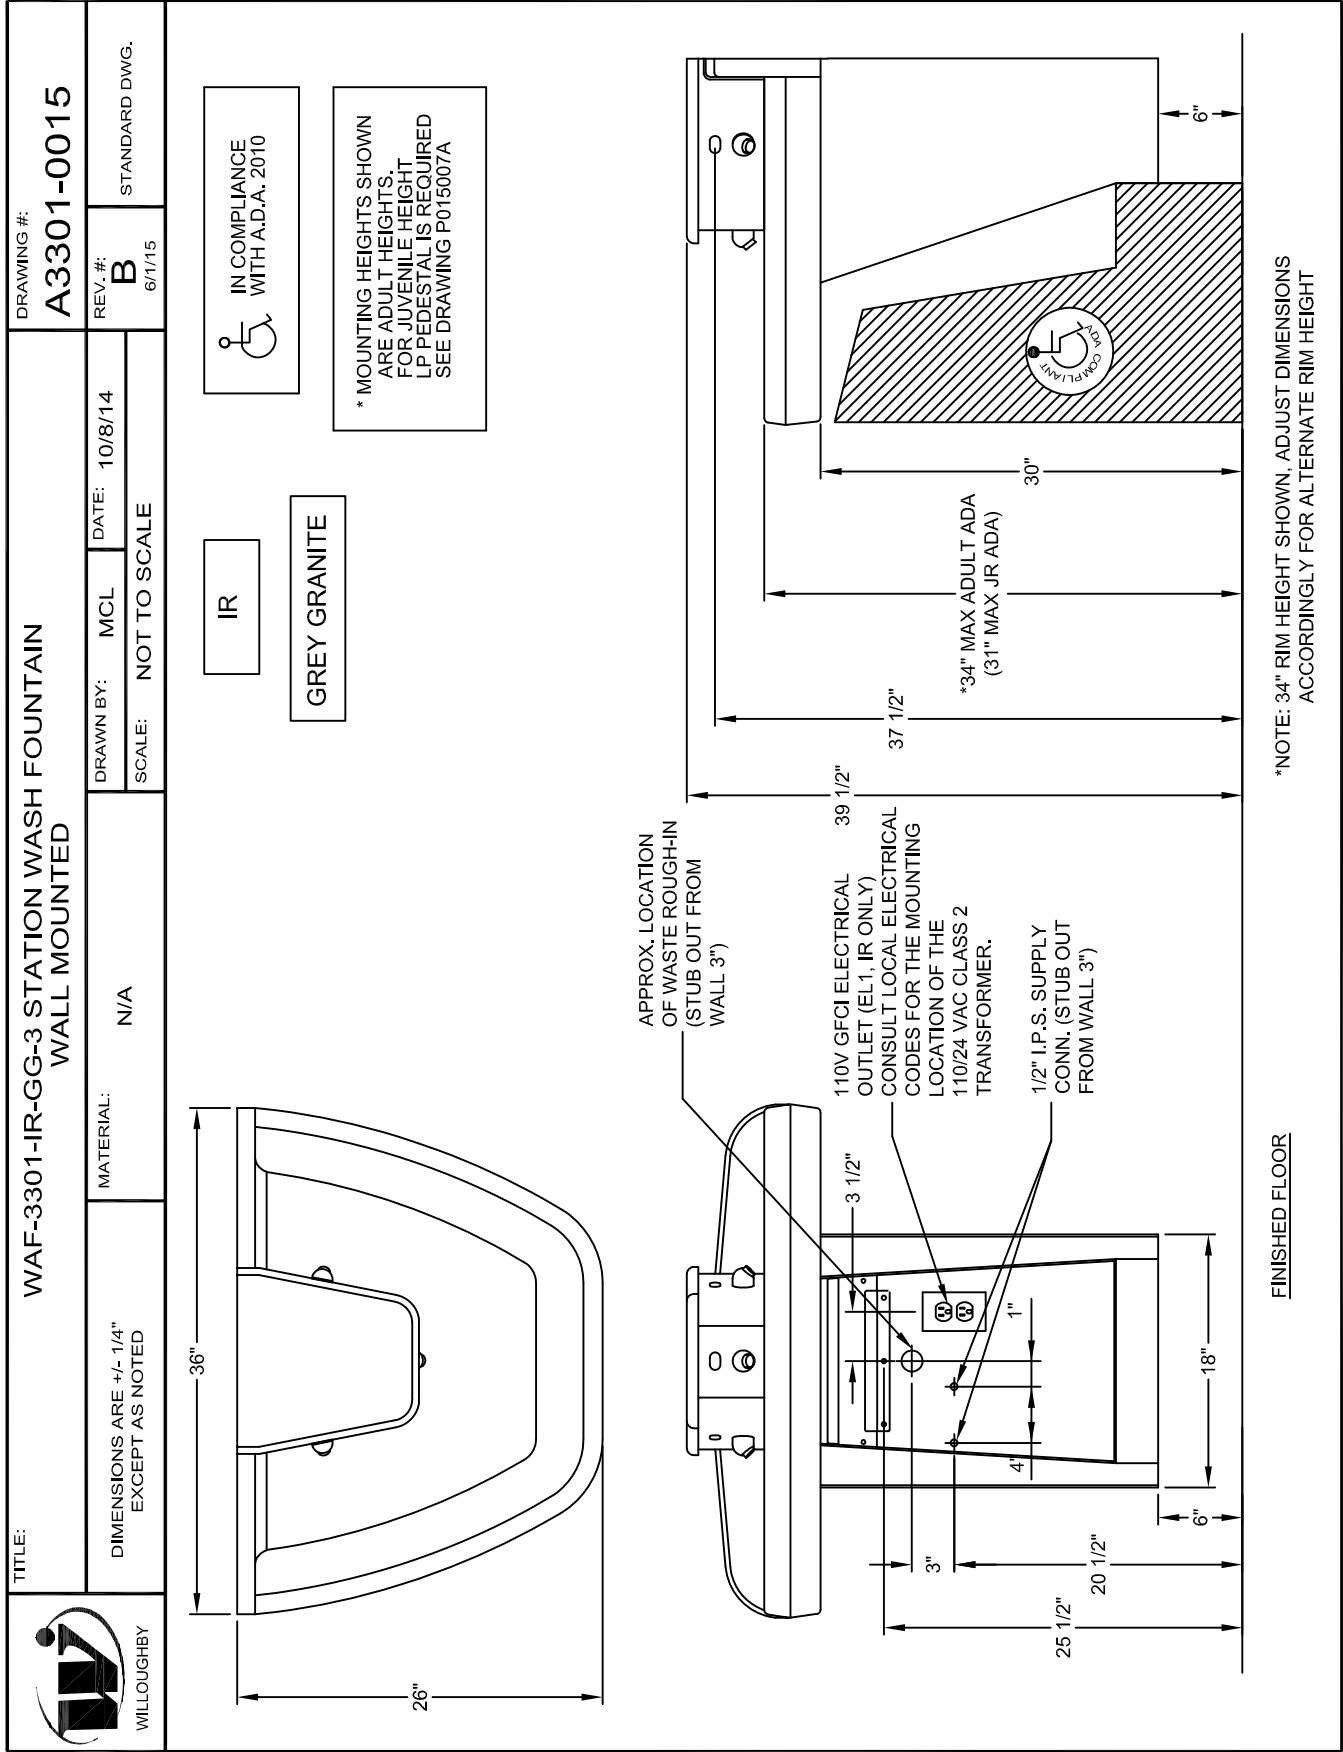 WILLOUGHBY
TITLE:
WAF-3301-IR-GG-3 STATION WASH FOUNTAIN
WALL MOUNTED
DRAWING #:
A3301-0015
DIMENSIONS ARE +/- 1/4"
EXCEPT AS NOTED
MATERIAL:
N/A
DRAWN BY: MCL
DATE: 10/8/14
SCALE: NOT TO SCALE
REV. #:
B
6/1/15
STANDARD DWG.
36"
26"
IR
GREY GRANITE
IN COMPLIANCE
WITH A.D.A. 2010
* MOUNTING HEIGHTS SHOWN
ARE ADULT HEIGHTS.
FOR JUVENILE HEIGHT
LP PEDESTAL IS REQUIRED
SEE DRAWING P015007A
APPROX. LOCATION
OF WASTE ROUGH-IN
(STUB OUT FROM
WALL 3")
110V GFCI ELECTRICAL
OUTLET (EL1, IR ONLY)
CONSULT LOCAL ELECTRICAL
CODES FOR THE MOUNTING
LOCATION OF THE
110/24 VAC CLASS 2
TRANSFORMER.
1/2" I.P.S. SUPPLY
CONN. (STUB OUT
FROM WALL 3")
3 1/2"
1"
4"
3"
18"
6"
20 1/2"
25 1/2"
39 1/2"
37 1/2"
*34" MAX ADULT ADA
(31" MAX JR ADA)
30"
ADA COMPLIANT
6"
FINISHED FLOOR
*NOTE: 34" RIM HEIGHT SHOWN, ADJUST DIMENSIONS
ACCORDINGLY FOR ALTERNATE RIM HEIGHT